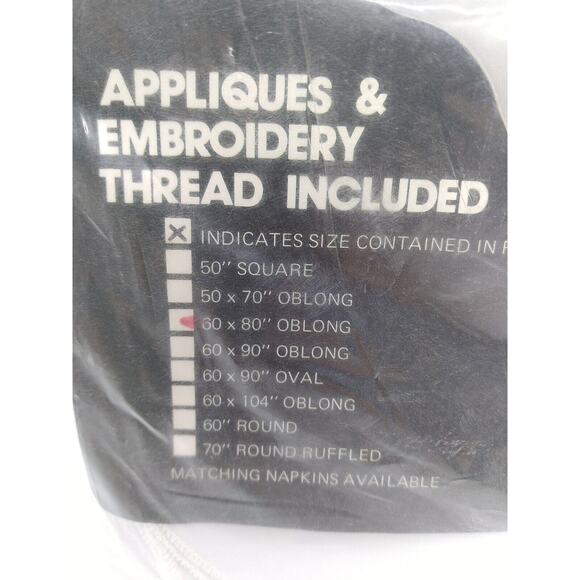 APPLIQUES &
EMBROIDERY
THREAD INCLUDED
X INDICATES SIZE CONTAINED IN
50" SQUARE
50 x 70" OBLONG
60 x 80" OBLONG
60 x 90" OBLONG
60 x 90" OVAL
60 x 104" OBLONG
60" ROUND
70" ROUND RUFFLED
MATCHING NAPKINS AVAILABLE